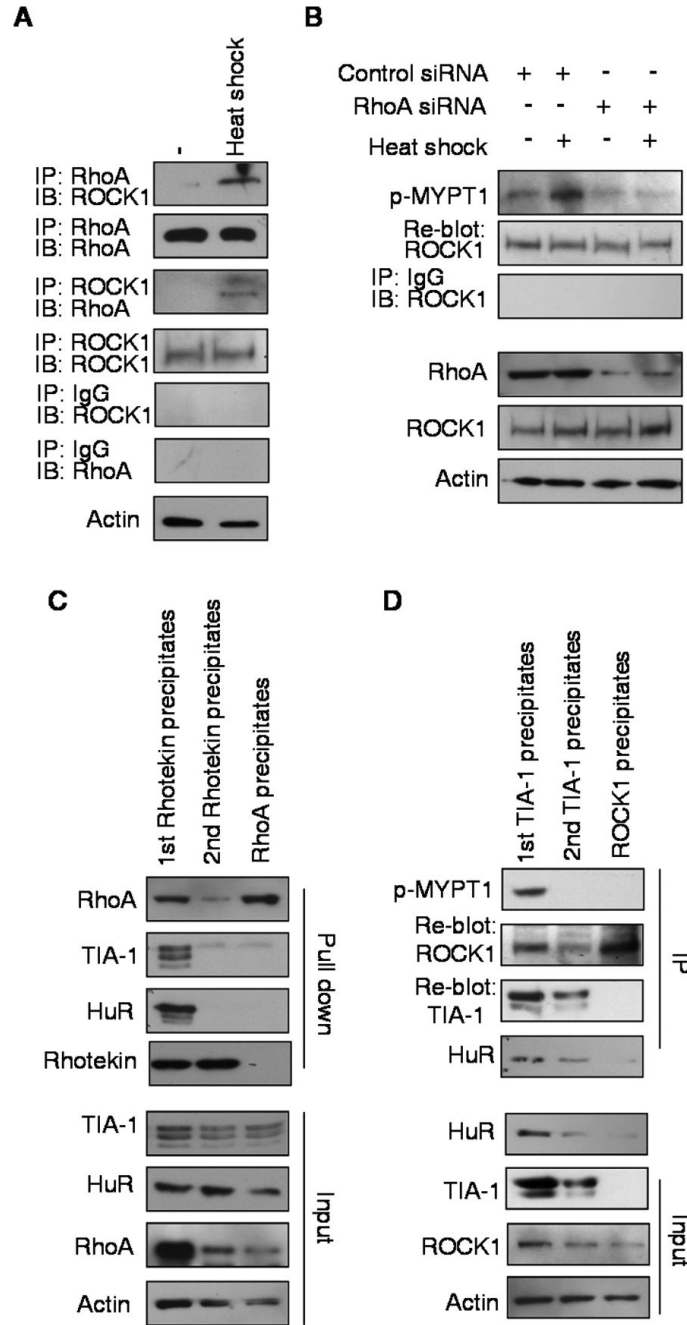 A
-
Heat shock
IP: RhoA
IB: ROCK1
IP: RhoA
IB: RhoA
IP: ROCK1
IB: RhoA
IP: ROCK1
IB: ROCK1
IP: IgG
IB: ROCK1
IP: IgG
IB: RhoA
Actin
B
Control siRNA + + - -
RhoA siRNA - - + +
Heat shock - + - +
p-MYPT1
Re-blot:
ROCK1
IP: IgG
IB: ROCK1
RhoA
ROCK1
Actin
C
1st Rhotekin precipitates
2nd Rhotekin precipitates
RhoA precipitates
RhoA
TIA-1
HuR
Rhotekin
Pull down
TIA-1
HuR
RhoA
Actin
Input
D
1st TIA-1 precipitates
2nd TIA-1 precipitates
ROCK1 precipitates
p-MYPT1
Re-blot:
ROCK1
Re-blot:
TIA-1
HuR
IP
HuR
TIA-1
ROCK1
Actin
Input